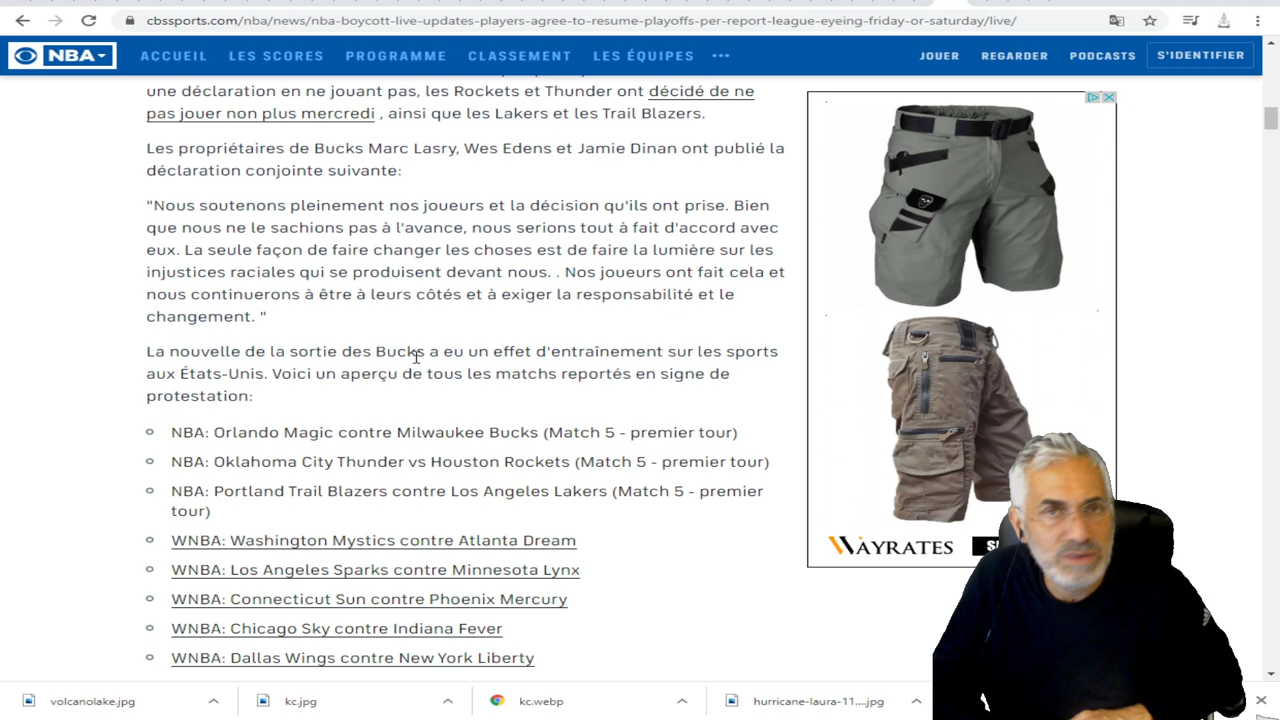 cbssports.com/nba/news/nba-boycott-live-updates-players-agree-to-resume-playoffs-per-report-league-eyeing-friday-or-saturday/live/
NBA ACCUEIL LES SCORES PROGRAMME CLASSEMENT LES ÉQUIPES ••• JOUER REGARDER PODCASTS S'IDENTIFIER
une déclaration en ne jouant pas, les Rockets et Thunder ont décidé de ne
pas jouer non plus mercredi , ainsi que les Lakers et les Trail Blazers.
Les propriétaires de Bucks Marc Lasry, Wes Edens et Jamie Dinan ont publié la
déclaration conjointe suivante:
"Nous soutenons pleinement nos joueurs et la décision qu'ils ont prise. Bien
que nous ne le sachions pas à l'avance, nous serions tout à fait d'accord avec
eux. La seule façon de faire changer les choses est de faire la lumière sur les
injustices raciales qui se produisent devant nous. . Nos joueurs ont fait cela et
nous continuerons à être à leurs côtés et à exiger la responsabilité et le
changement. "
La nouvelle de la sortie des Bucks a eu un effet d'entraînement sur les sports
aux États-Unis. Voici un aperçu de tous les matchs reportés en signe de
protestation:
NBA: Orlando Magic contre Milwaukee Bucks (Match 5 - premier tour)
NBA: Oklahoma City Thunder vs Houston Rockets (Match 5 - premier tour)
NBA: Portland Trail Blazers contre Los Angeles Lakers (Match 5 - premier
tour)
WNBA: Washington Mystics contre Atlanta Dream
WNBA: Los Angeles Sparks contre Minnesota Lynx
WNBA: Connecticut Sun contre Phoenix Mercury
WNBA: Chicago Sky contre Indiana Fever
WNBA: Dallas Wings contre New York Liberty
WAYRATES
volcanolake.jpg kc.jpg kc.webp hurricane-laura-11....jpg